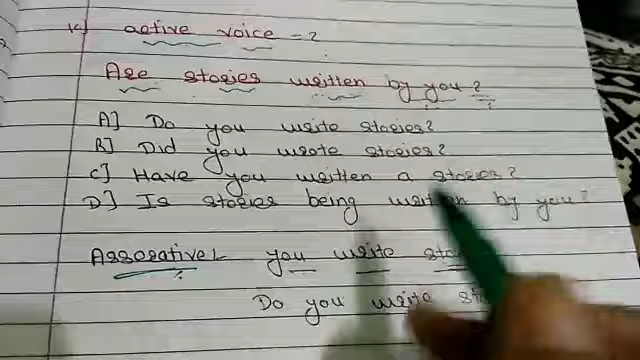 K] active voice - ?
Are stories written by you ?
A] Do you write stories?
B] Did you wrote stories?
C] Have you written a stories?
D] Is stories being written by you?
Assorative L you write
Do you write